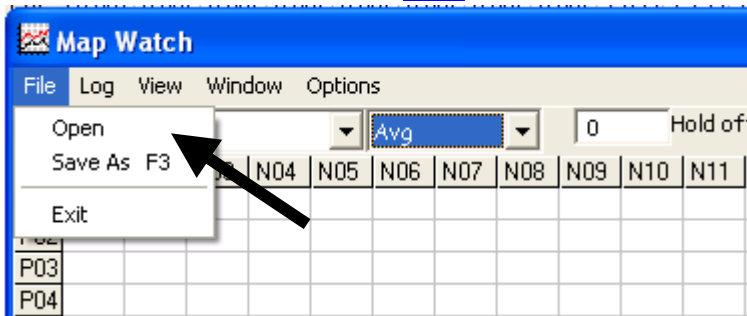 Map Watch
File Log View Window Options
Open
Avg 0 Hold of
Save As F3
N04 N05 N06 N07 N08 N09 N10 N11
Exit
P03
P04